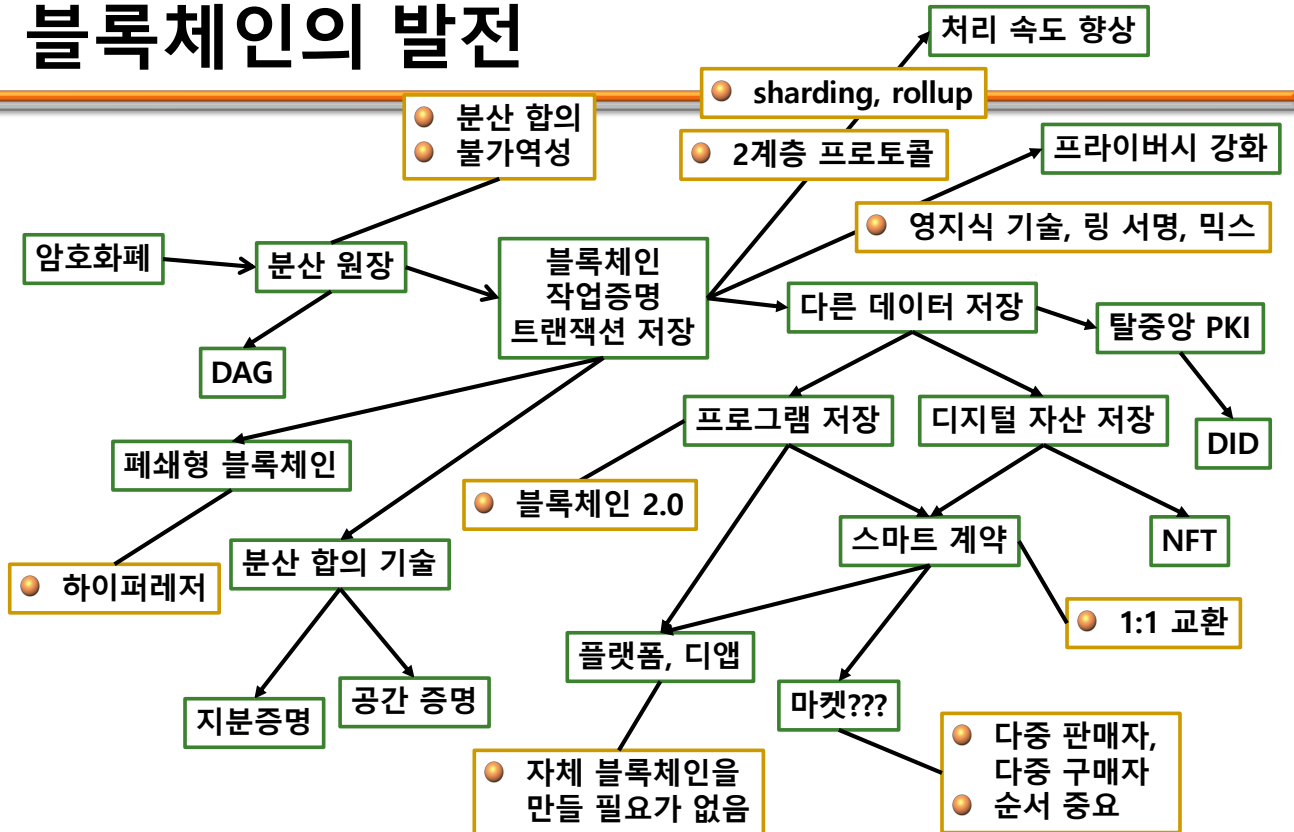 블록체인의 발전
처리 속도 향상
sharding, rollup
분산 합의
불가역성
2계층 프로토콜
프라이버시 강화
영지식 기술, 링 서명, 믹스
암호화폐
분산 원장
블록체인
작업증명
트랜잭션 저장
다른 데이터 저장
탈중앙 PKI
DAG
프로그램 저장
디지털 자산 저장
DID
폐쇄형 블록체인
블록체인 2.0
스마트 계약
NFT
분산 합의 기술
하이퍼레저
1:1 교환
플랫폼, 디앱
지분증명
공간 증명
마켓???
다중 판매자,
다중 구매자
순서 중요
자체 블록체인을
만들 필요가 없음